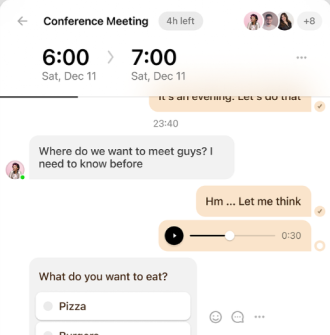 Conference Meeting 4h left +8
6:00 7:00
Sat, Dec 11 Sat, Dec 11
It's an evening. Let's do that
23:40
Where do we want to meet guys? I
need to know before
Hm ... Let me think
0:30
What do you want to eat?
Pizza
Burgers